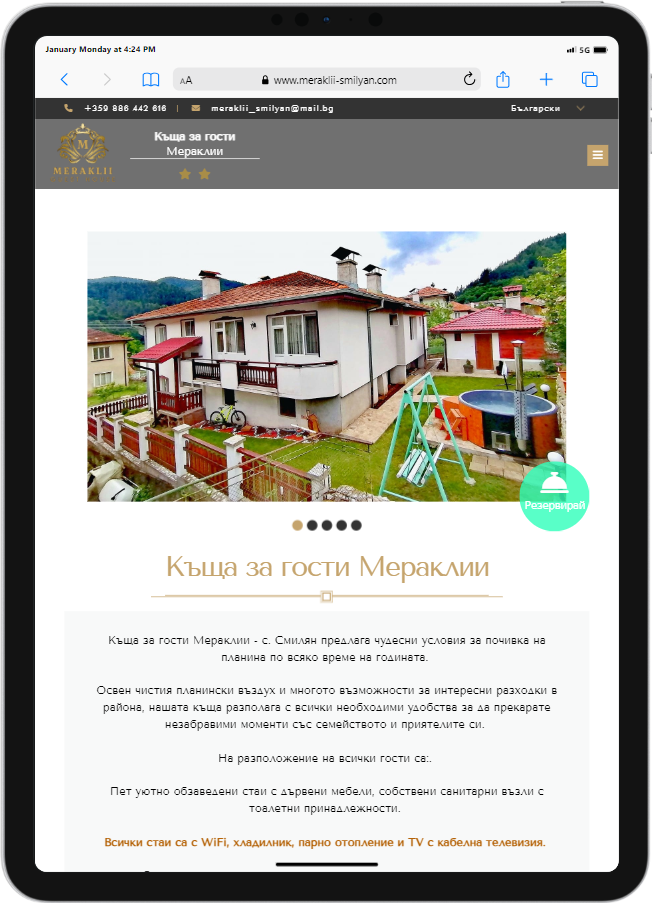 January Monday at 4:24 PM
5G
AA
www.meraklii-smilyan.com
+359 886 442 616 | meraklii_smilyan@mail.bg
Български
M
MERAKLII
Къща за гости
Мераклии
Резервирай
Къща за гости Мераклии
Къща за гости Мераклии - с. Смилян предлага чудесни условия за почивка на
планина по всяко време на годината.
Освен чистия планински въздух и многото възможности за интересни разходки в
района, нашата къща разполага с всички необходими удобства за да прекарате
незабравими моменти със семейството и приятелите си.
На разположение на всички гости са:.
Пет уютно обзаведени стаи с дървени мебели, собствени санитарни възли с
тоалетни принадлежности.
Всички стаи са с WiFi, хладилник, парно отопление и TV с кабелна телевизия.